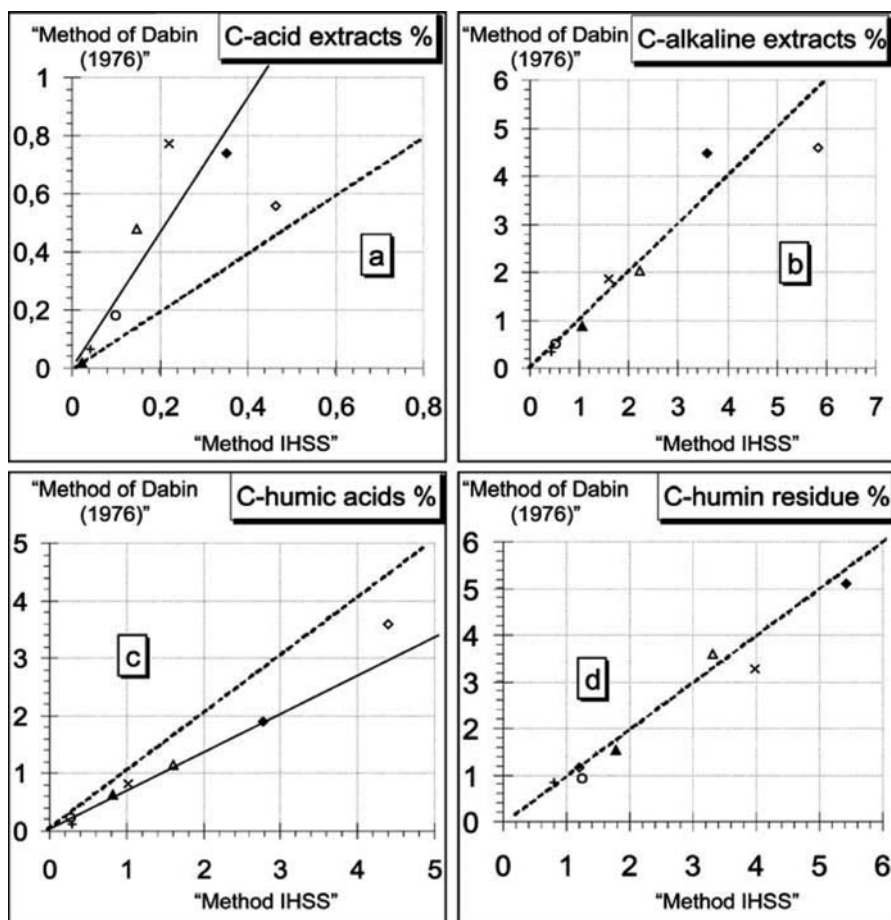 “Method of Dabin
(1976)”
C-acid extracts %
1
0,8
0,6
0,4
0,2
0
a
0 0,2 0,4 0,6 0,8
“Method IHSS”
“Method of Dabin
(1976)”
C-alkaline extracts %
6
5
4
3
2
1
0
b
0 1 2 3 4 5 6 7
“Method IHSS”
“Method of Dabin
(1976)”
C-humic acids %
5
4
3
2
1
0
c
0 1 2 3 4 5
“Method IHSS”
“Method of Dabin
(1976)”
C-humin residue %
6
5
4
3
2
1
0
d
0 1 2 3 4 5 6
“Method IHSS”